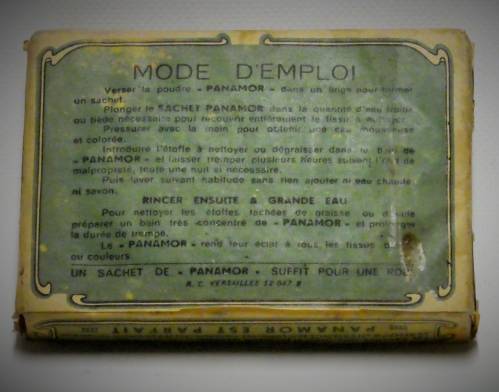 MODE D'EMPLOI
Verser la poudre « PANAMOR » dans un linge pour former
un sachet.
Plonger le SACHET PANAMOR dans la quantité d'eau froide
ou tiède nécessaire pour recouvrir entièrement le tissu à nettoyer.
Pressurer avec la main pour obtenir une eau mousseuse
et colorée.
Introduire l'étoffe à nettoyer ou dégraisser dans le bain de
« PANAMOR » et laisser tremper plusieurs heures suivant l'état de
malpropreté, toute une nuit si nécessaire.
Puis laver suivant habitude sans rien ajouter ni eau chaude
ni savon.
RINCER ENSUITE A GRANDE EAU
Pour nettoyer les étoffes tachées de graisse ou
préparer un bain très concentré de « PANAMOR » et prolonger
la durée de trempe.
Le « PANAMOR » rend leur éclat à tous les tissus
ou couleurs
UN SACHET DE « PANAMOR » SUFFIT POUR UNE ROBE
R. C. VERSAILLES 12 047 B
PANAMOR EST PARFAIT